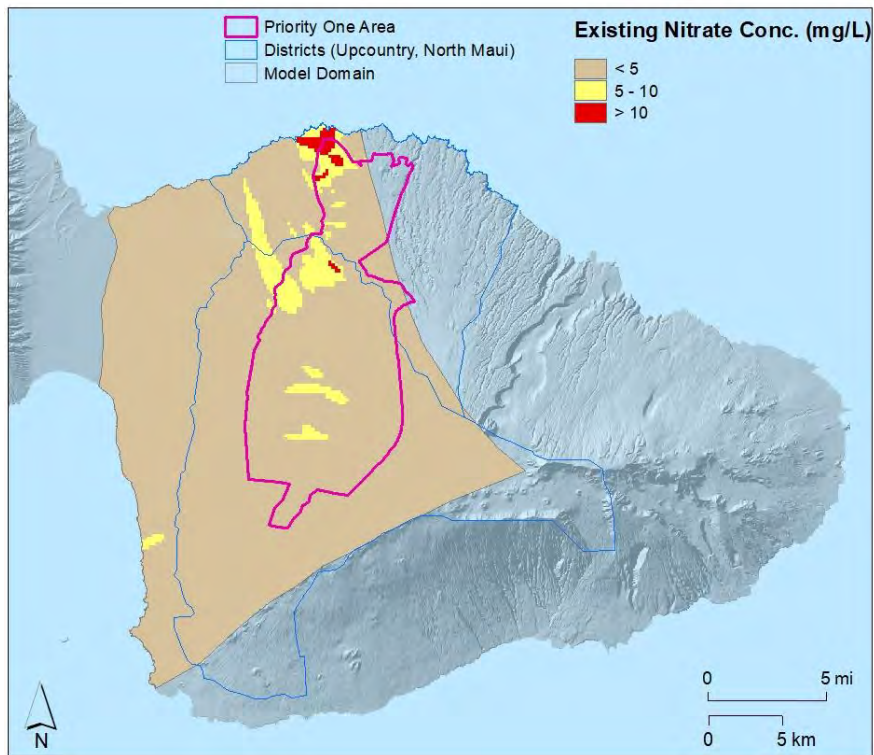 Priority One Area
Districts (Upcountry, North Maui)
Model Domain
Existing Nitrate Conc. (mg/L)
< 5
5 - 10
> 10
N
0 5 mi
0 5 km